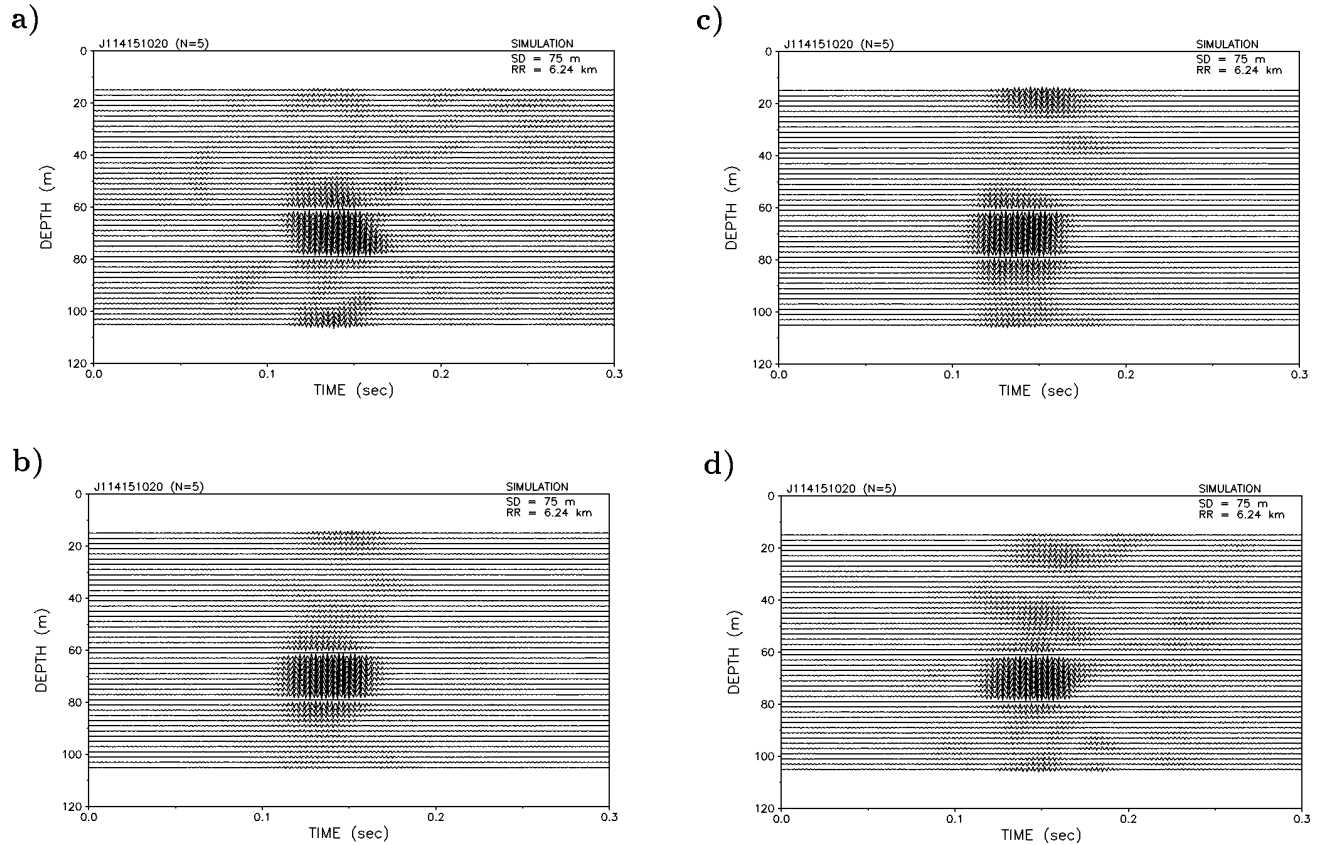 a)
J114151020 (N=5) SIMULATION
SD = 75 m
RR = 6.24 km
0
20
40
60
80
100
120
DEPTH (m)
0.0 0.1 0.2 0.3
TIME (sec)
c)
J114151020 (N=5) SIMULATION
SD = 75 m
RR = 6.24 km
0
20
40
60
80
100
120
DEPTH (m)
0.0 0.1 0.2 0.3
TIME (sec)
b)
J114151020 (N=5) SIMULATION
SD = 75 m
RR = 6.24 km
0
20
40
60
80
100
120
DEPTH (m)
0.0 0.1 0.2 0.3
TIME (sec)
d)
J114151020 (N=5) SIMULATION
SD = 75 m
RR = 6.24 km
0
20
40
60
80
100
120
DEPTH (m)
0.0 0.1 0.2 0.3
TIME (sec)